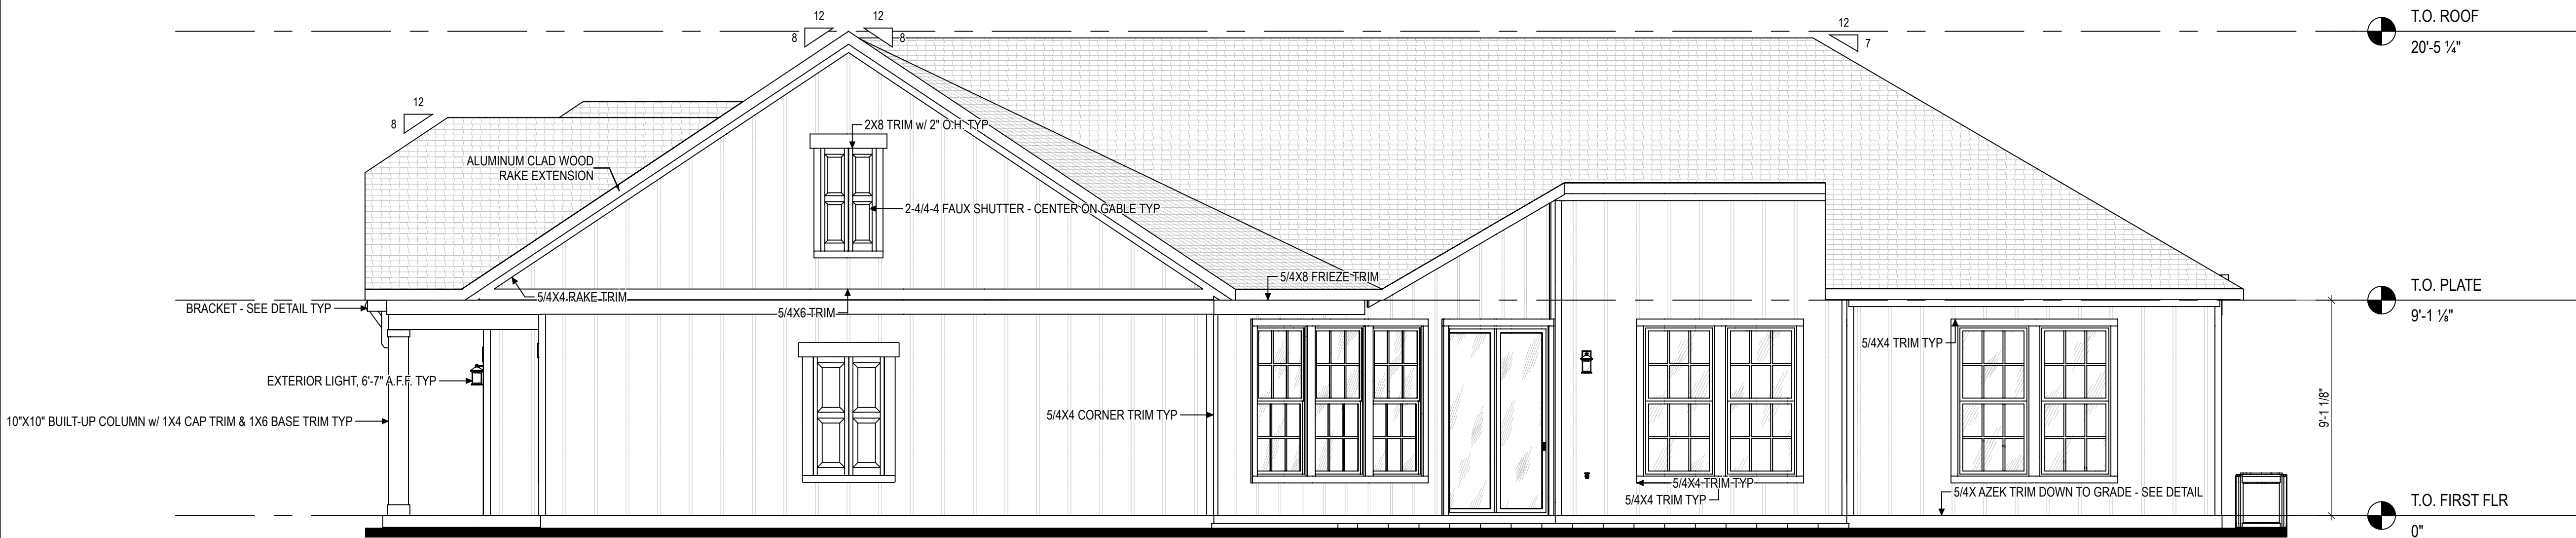 12
12
12
T.O. ROOF
8
8
7
20'-5 ¼"
12
8
2X8 TRIM w/ 2" O.H. TYP
ALUMINUM CLAD WOOD
RAKE EXTENSION
2-4/4-4 FAUX SHUTTER - CENTER ON GABLE TYP
5/4X8 FRIEZE TRIM
T.O. PLATE
5/4X4 RAKE TRIM
BRACKET - SEE DETAIL TYP
5/4X6 TRIM
9'-1 ⅛"
5/4X4 TRIM TYP
EXTERIOR LIGHT, 6'-7" A.F.F. TYP
10"X10" BUILT-UP COLUMN w/ 1X4 CAP TRIM & 1X6 BASE TRIM TYP
5/4X4 CORNER TRIM TYP
9'-1 1/8"
5/4X4 TRIM TYP
5/4X4 TRIM TYP
5/4X AZEK TRIM DOWN TO GRADE - SEE DETAIL
T.O. FIRST FLR
0"